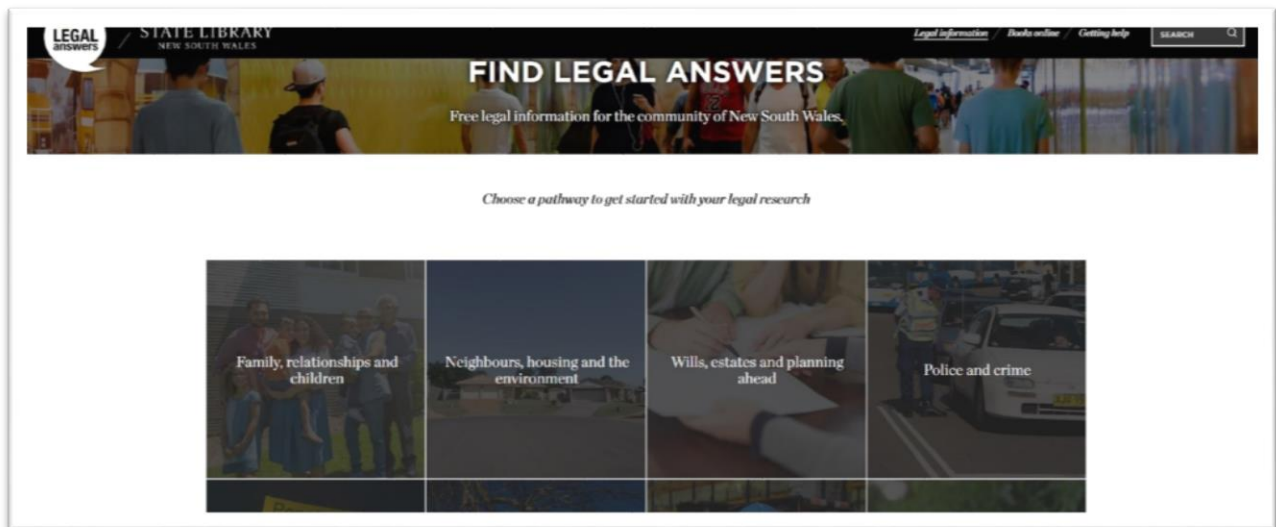 LEGAL
answers
STATE LIBRARY
NEW SOUTH WALES
Legal information / Books online / Getting help
SEARCH
FIND LEGAL ANSWERS
Free legal information for the community of New South Wales.
Choose a pathway to get started with your legal research
Family, relationships and
children
Neighbours, housing and the
environment
Wills, estates and planning
ahead
Police and crime